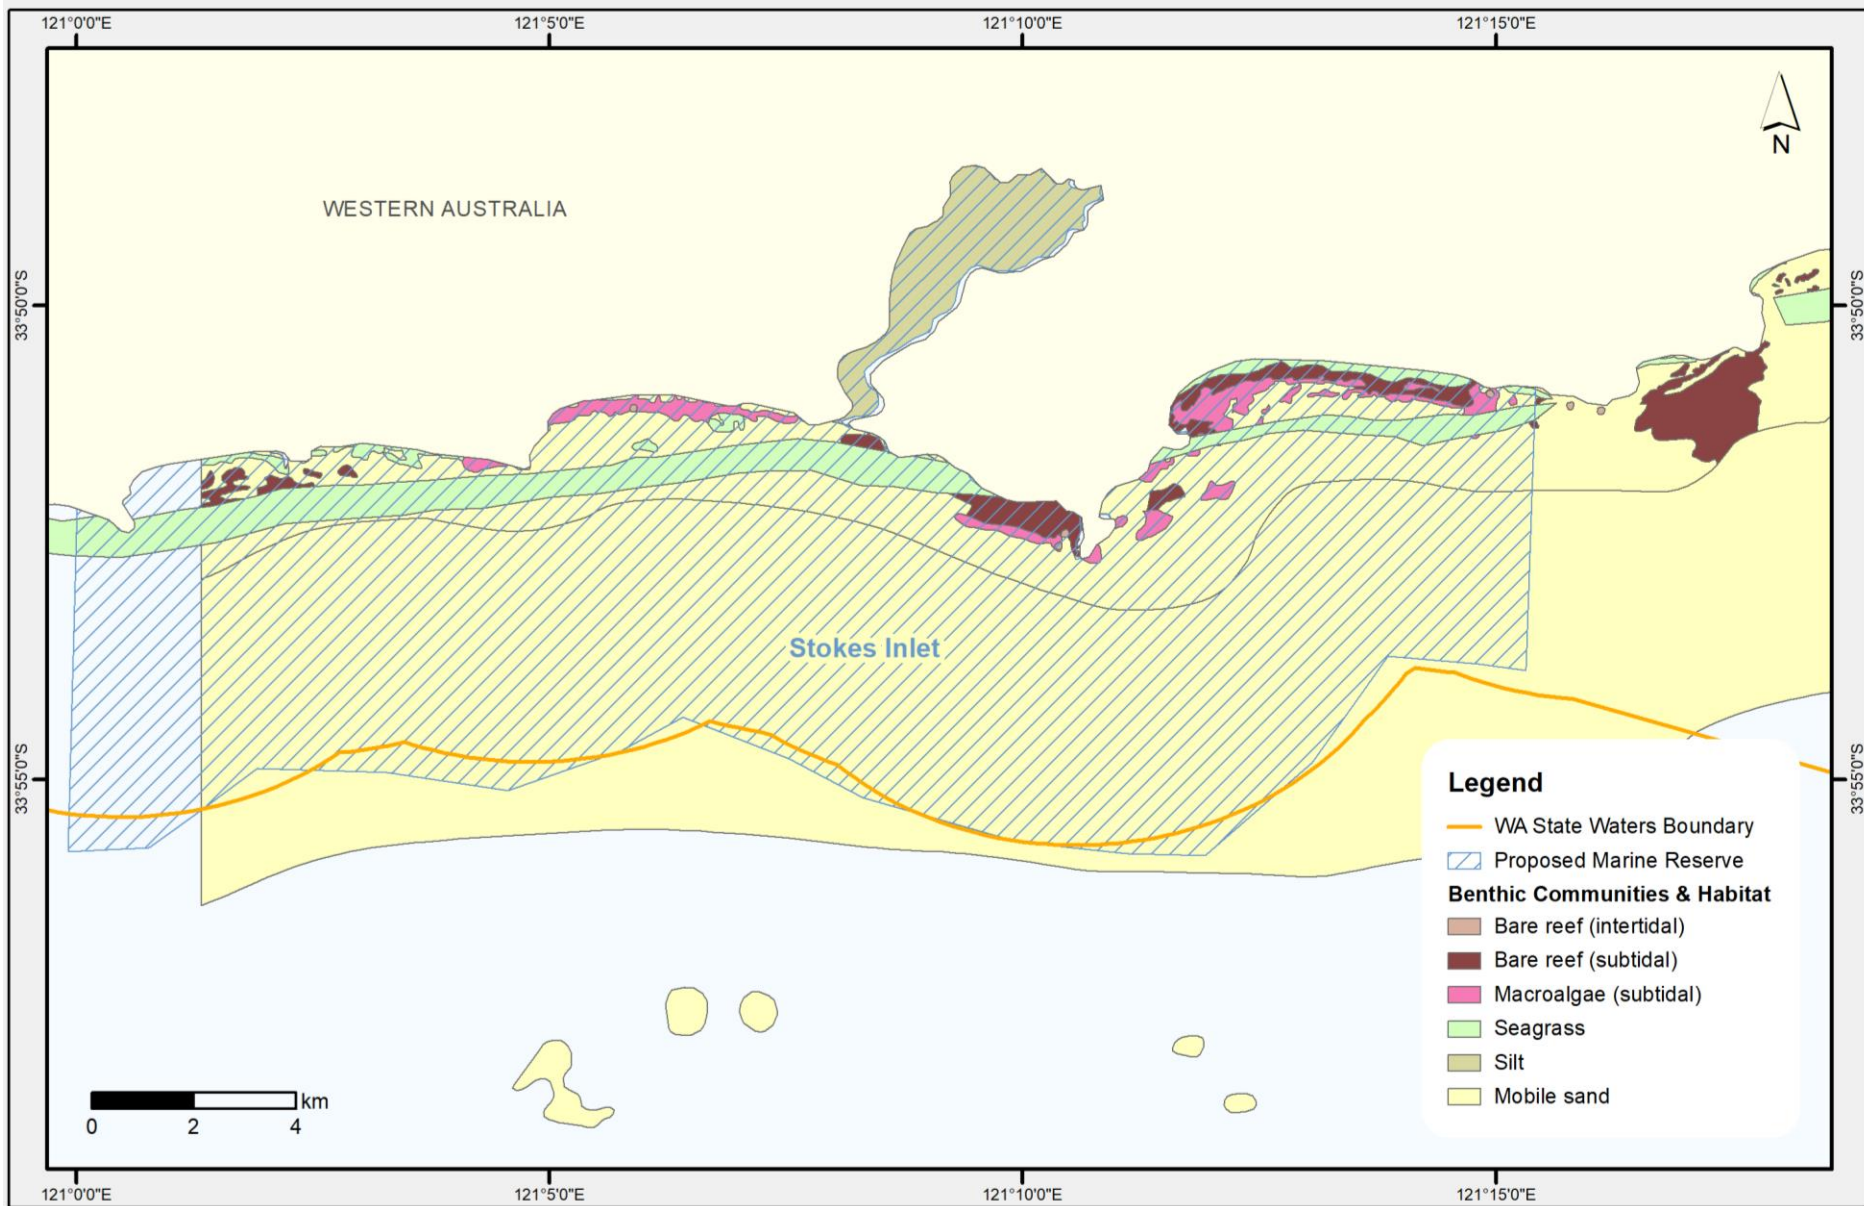 121°0'0"E 121°5'0"E 121°10'0"E 121°15'0"E
N
WESTERN AUSTRALIA
33°50'0"S 33°50'0"S
Stokes Inlet
33°55'0"S 33°55'0"S
Legend
WA State Waters Boundary
Proposed Marine Reserve
Benthic Communities & Habitat
Bare reef (intertidal)
Bare reef (subtidal)
Macroalgae (subtidal)
Seagrass
Silt
Mobile sand
km
0 2 4
121°0'0"E 121°5'0"E 121°10'0"E 121°15'0"E